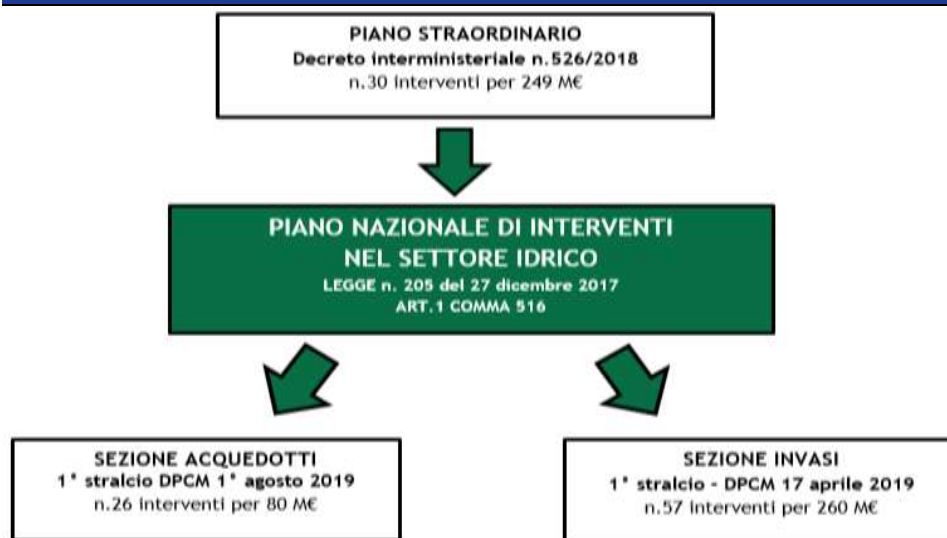 PIANO STRAORDINARIO
Decreto interministeriale n.526/2018
n.30 interventi per 249 M€
PIANO NAZIONALE DI INTERVENTI
NEL SETTORE IDRICO
LEGGE n. 205 del 27 dicembre 2017
ART.1 COMMA 516
SEZIONE ACQUEDOTTI
1° stralcio DPCM 1° agosto 2019
n.26 interventi per 80 M€
SEZIONE INVASI
1° stralcio - DPCM 17 aprile 2019
n.57 interventi per 260 M€